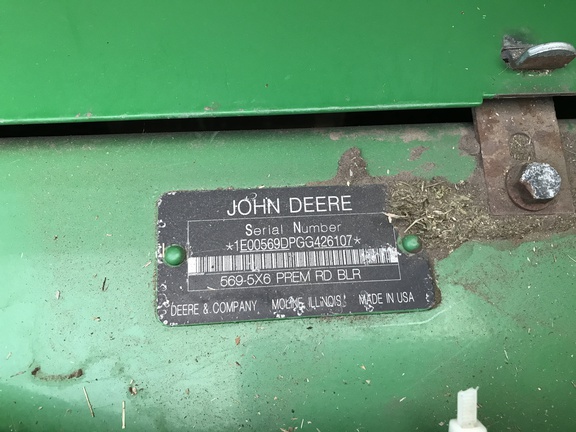 JOHN DEERE
Serial Number
*1E00569DPGG426107*
569-5X6 PREM RD BLR
DEERE & COMPANY MOLINE, ILLINOIS MADE IN USA